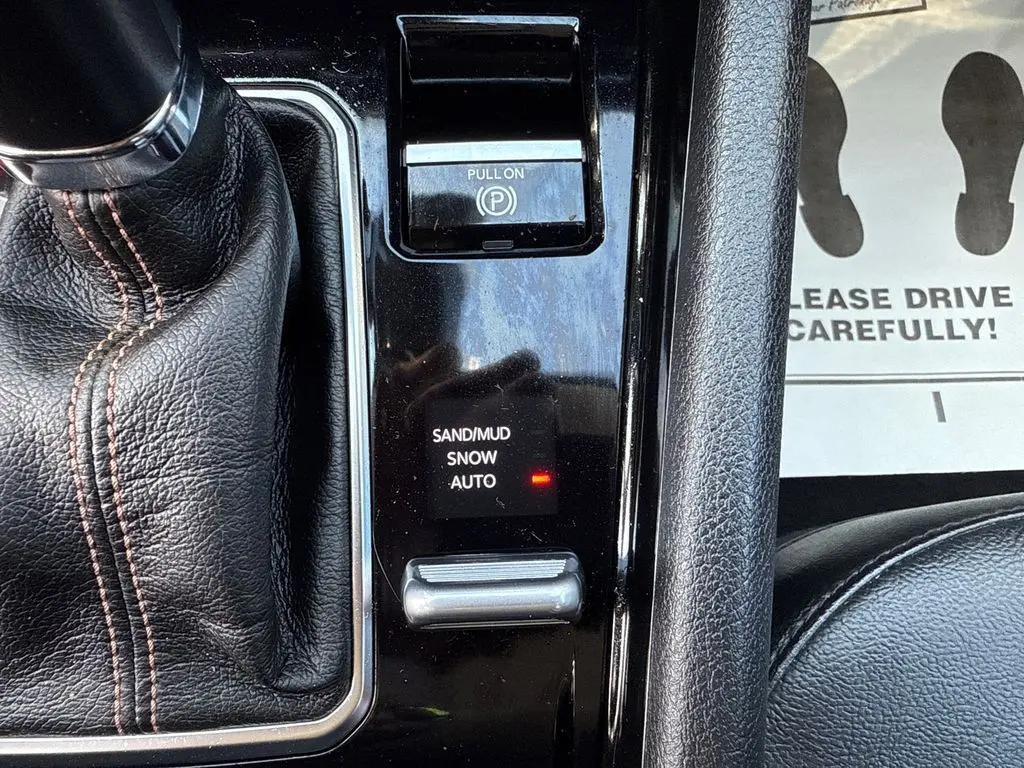 PULL ON
P
SAND/MUD
SNOW
AUTO
LEASE DRIVE
CAREFULLY!